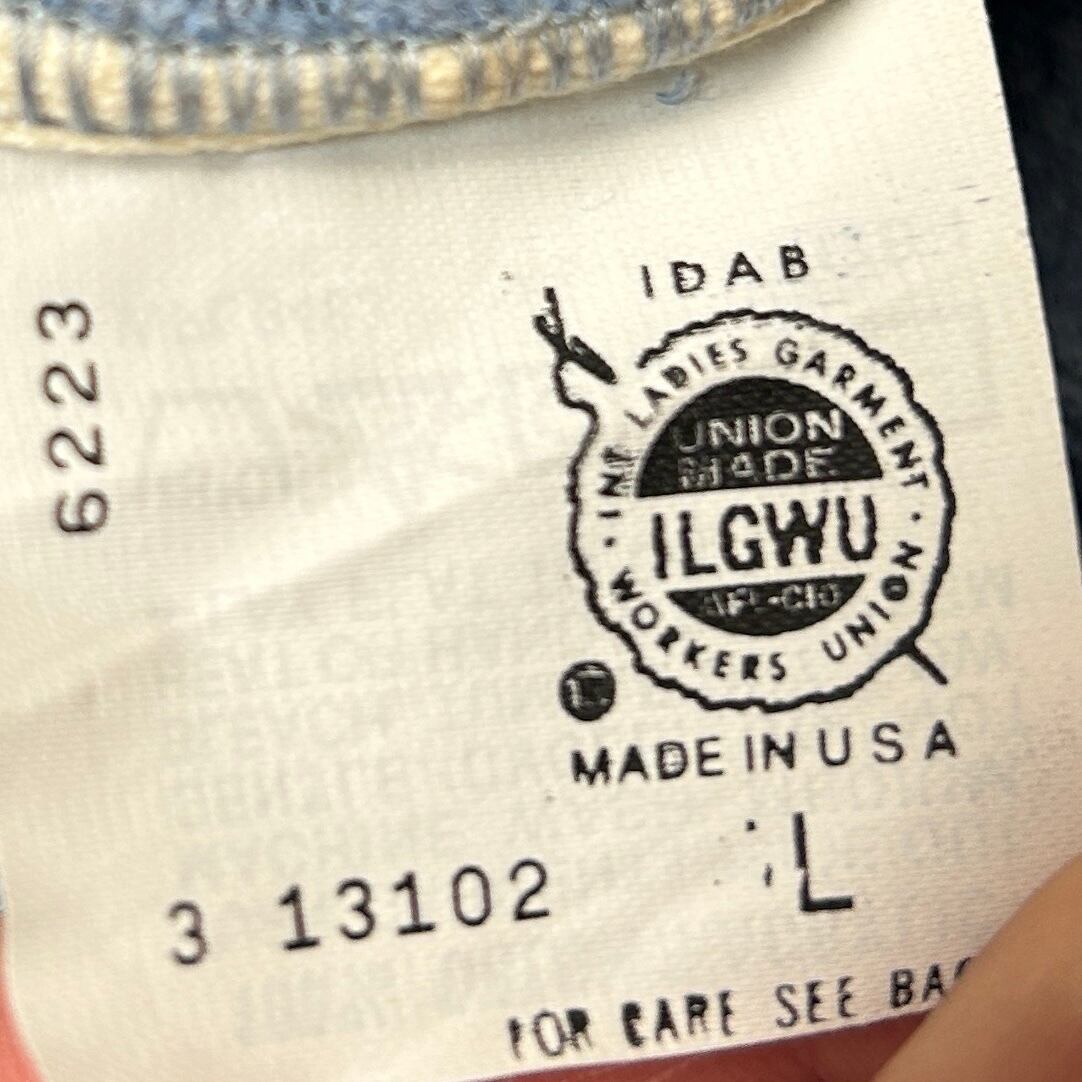 6223
IDAB
INT LADIES GARMENT
WORKERS UNION
UNION
MADE
ILGWU
AFL-CIO
MADE IN U S A
L
3 13102
FOR CARE SEE